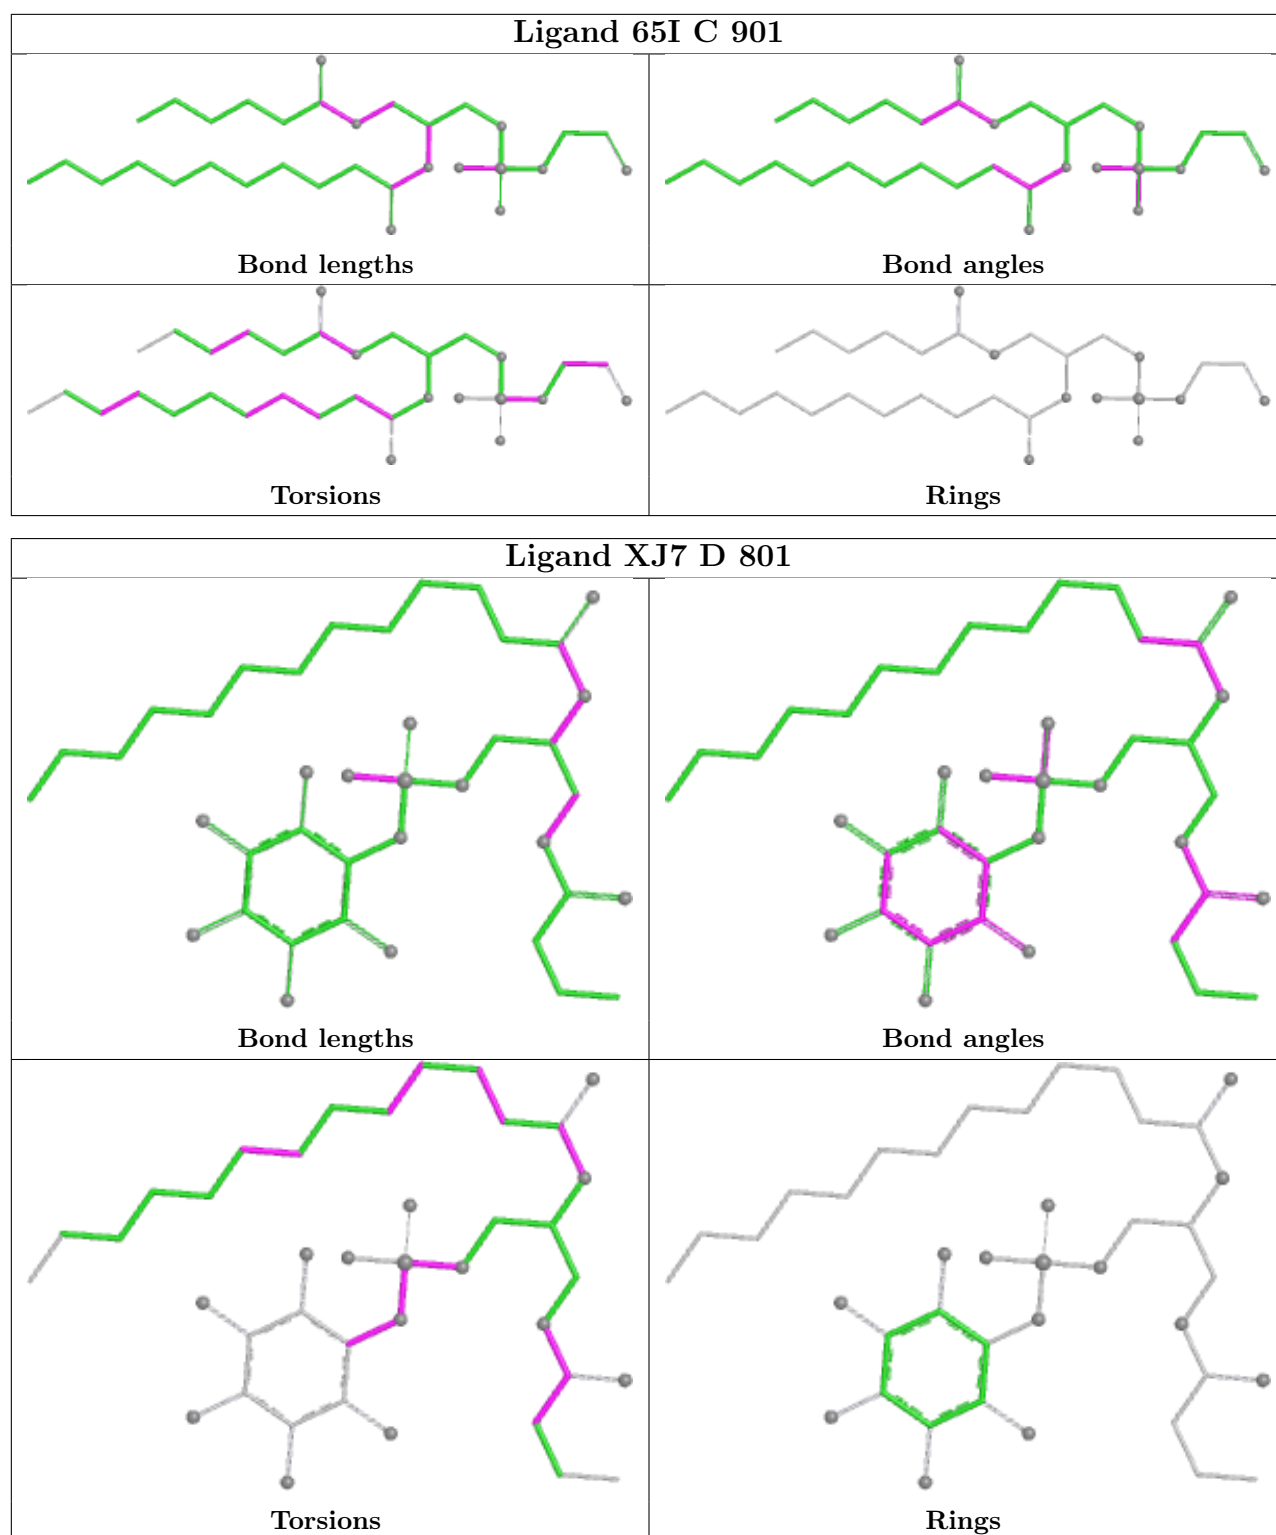 Ligand 65I C 901
Bond lengths
Bond angles
Torsions
Rings
Ligand XJ7 D 801
Bond lengths
Bond angles
Torsions
Rings